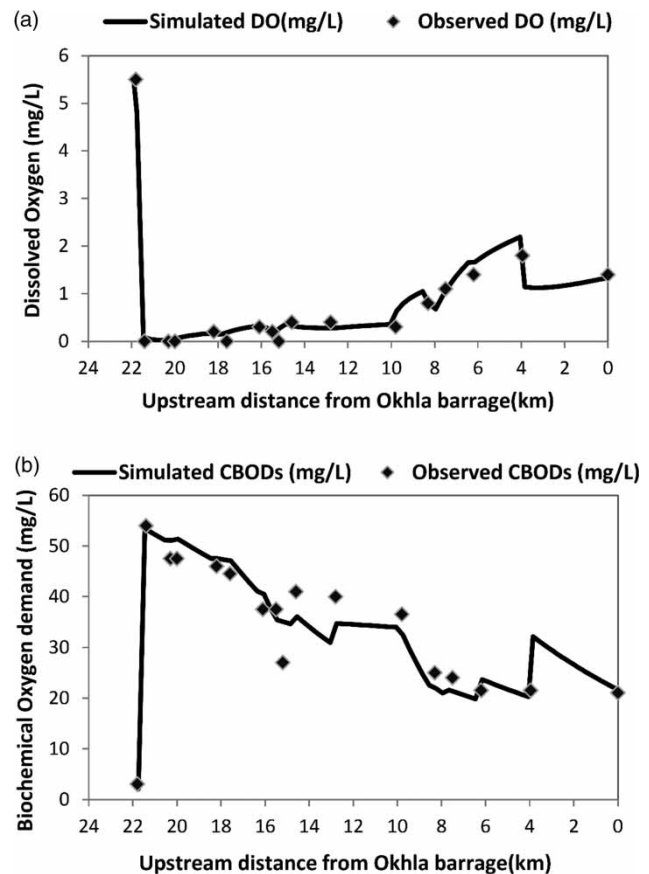 (a)
Simulated DO(mg/L) Observed DO (mg/L)
Dissolved Oxygen (mg/L)
6
5
4
3
2
1
0
24 22 20 18 16 14 12 10 8 6 4 2 0
Upstream distance from Okhla barrage(km)
(b)
Simulated CBODs (mg/L) Observed CBODs (mg/L)
Biochemical Oxygen demand (mg/L)
60
50
40
30
20
10
0
24 22 20 18 16 14 12 10 8 6 4 2 0
Upstream distance from Okhla barrage(km)